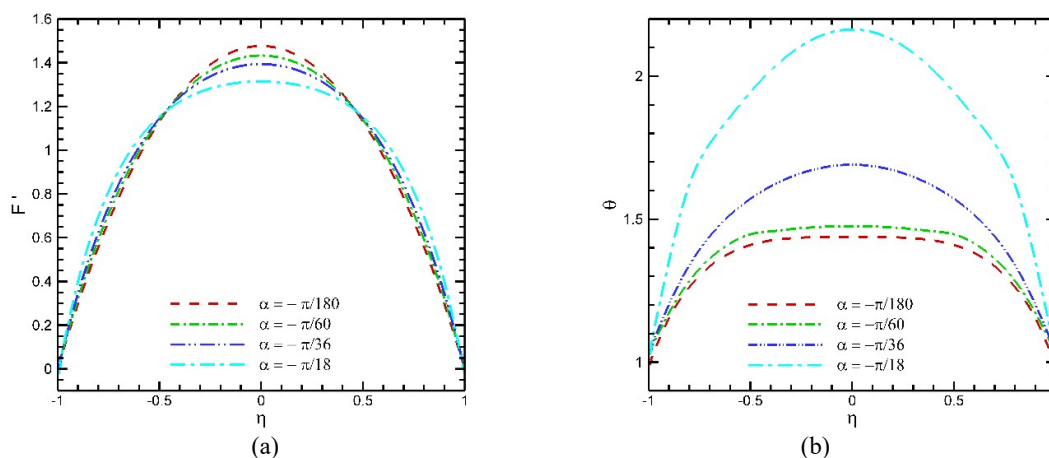 1.6
1.4
1.2
1
0.8
0.6
0.4
0.2
0
F '
α = − π/180
α = − π/60
α = − π/36
α = − π/18
-1
-0.5
0
0.5
1
η
(a)
2
1.5
1
θ
α = − π/180
α = −π/60
α = −π/36
α = −π/18
-1
-0.5
0
0.5
1
η
(b)